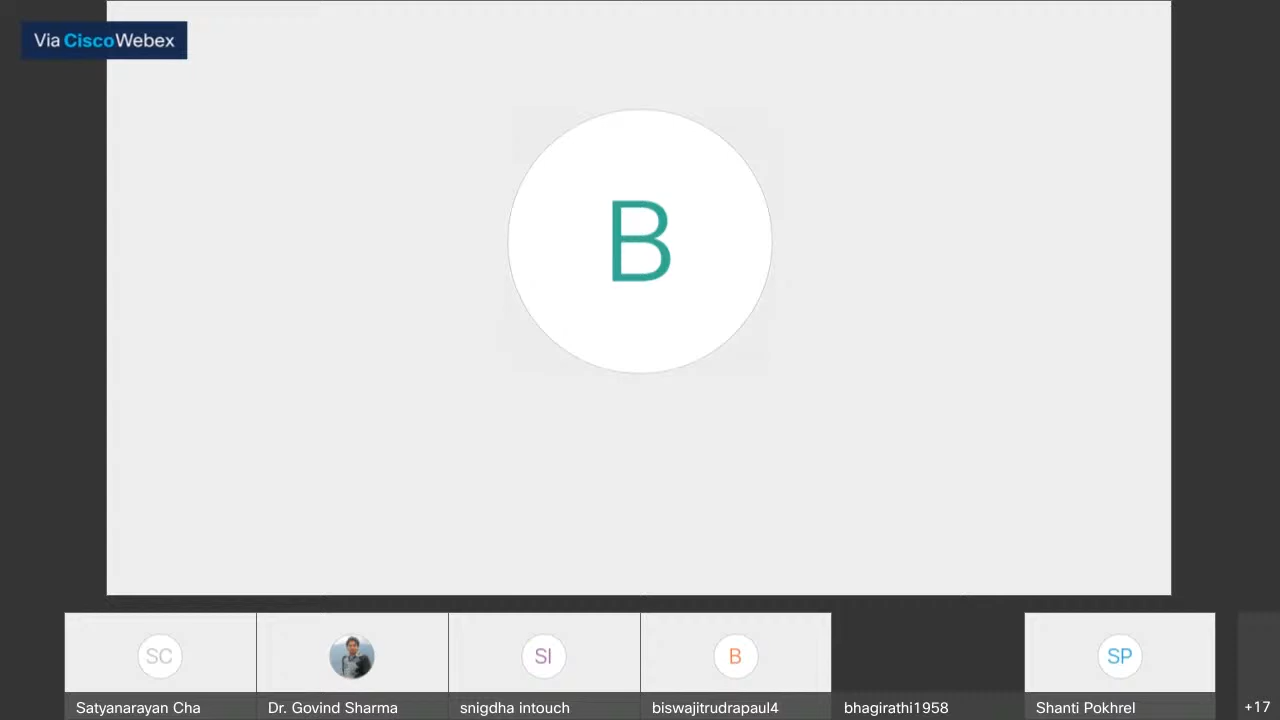 Via CiscoWebex
B
SC
SI
B
SP
Satyanarayan Cha
Dr. Govind Sharma
snigdha intouch
biswajitrudrapaul4
bhagirathi1958
Shanti Pokhrel
+17